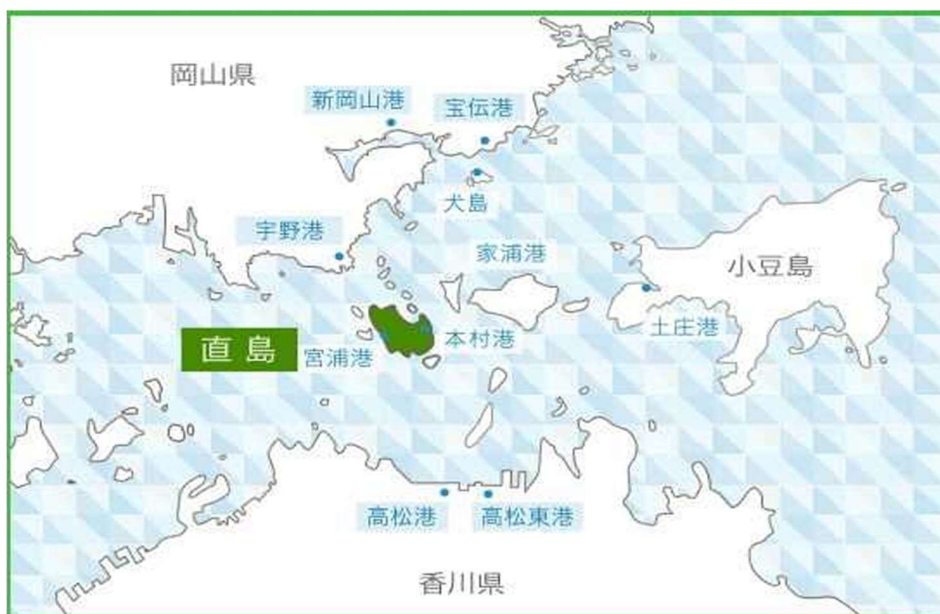 岡山県
新岡山港
宝伝港
犬島
宇野港
家浦港
小豆島
土庄港
直島
宮浦港
本村港
高松港
高松東港
香川県